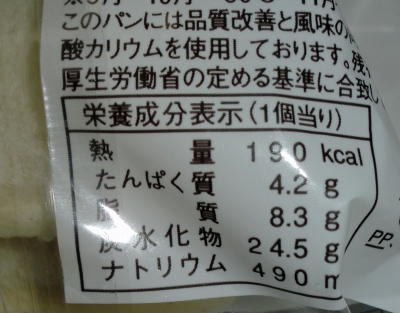 このパンには品質改善と風味の
酸カリウムを使用しております。残
厚生労働省の定める基準に合致し
栄養成分表示(1個当り)
熱量 190 kcal
たんぱく質 4.2 g
脂質 8.3 g
炭水化物 24.5 g
ナトリウム 490 m
PP